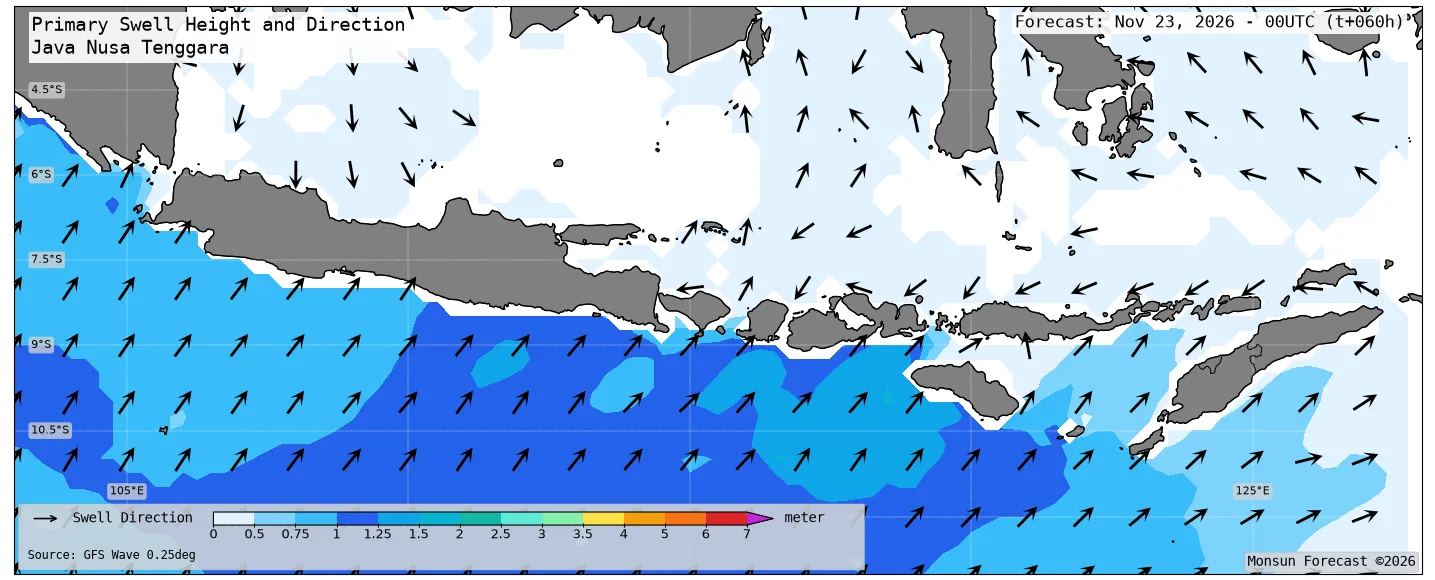 Primary Swell Height and Direction
Java Nusa Tenggara
Forecast: Nov 23, 2026 - 00UTC (t+060h)
4.5°S
6°S
7.5°S
9°S
10.5°S
105°E
125°E
Swell Direction
0 0.5 0.75 1 1.25 1.5 2 2.5 3 3.5 4 5 6 7
meter
Source: GFS Wave 0.25deg
Monsun Forecast ©2026